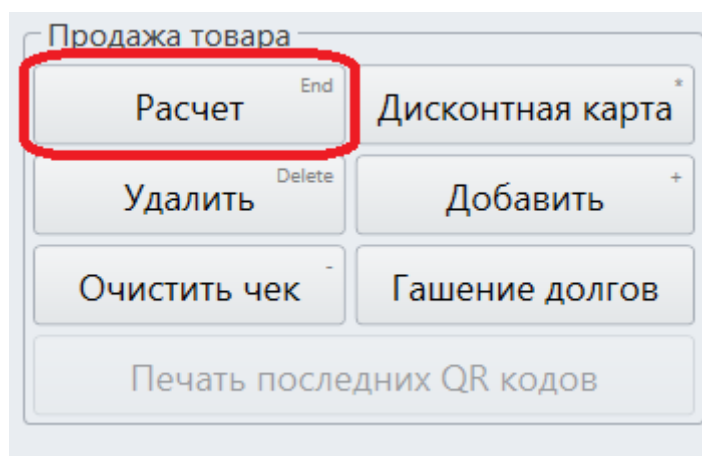 Продажа товара
Расчет End
Дисконтная карта *
Удалить Delete
Добавить +
Очистить чек -
Гашение долгов
Печать последних QR кодов